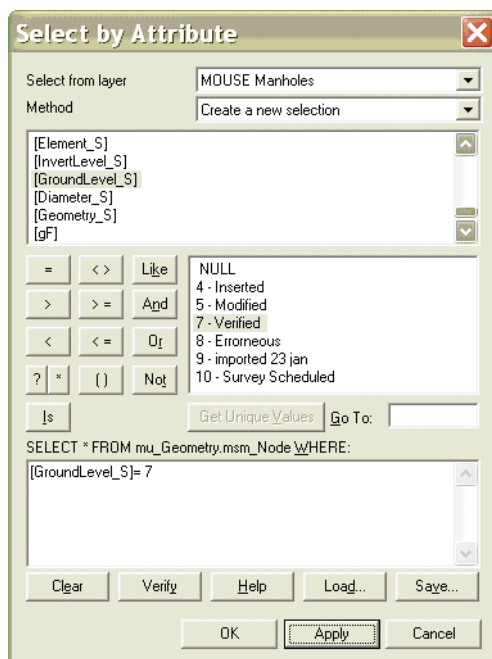 Select by Attribute
Select from layer MOUSE Manholes
Method Create a new selection
[Element_S]
[InvertLevel_S]
[GroundLevel_S]
[Diameter_S]
[Geometry_S]
[gF]
= < > Like
> > = And
< < = Or
? * ( ) Not
Is
NULL
4 - Inserted
5 - Modified
7 - Verified
8 - Errorneous
9 - imported 23 jan
10 - Survey Scheduled
Get Unique Values Go To:
SELECT * FROM mu_Geometry.msm_Node WHERE:
[GroundLevel_S]= 7
Clear Verify Help Load... Save...
OK Apply Cancel